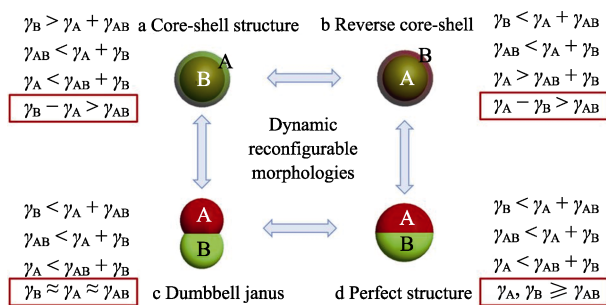 γB > γA + γAB
γAB < γA + γB
γA < γAB + γB
γB − γA > γAB
a Core-shell structure
A
B
b Reverse core-shell
B
A
γB < γA + γAB
γAB < γA + γB
γA > γAB + γB
γA − γB > γAB
Dynamic
reconfigurable
morphologies
γB < γA + γAB
γAB < γA + γB
γA < γAB + γB
γB ≈ γA ≈ γAB
A
B
c Dumbbell janus
A
B
d Perfect structure
γB < γA + γAB
γAB < γA + γB
γA < γAB + γB
γA, γB ⩾ γAB